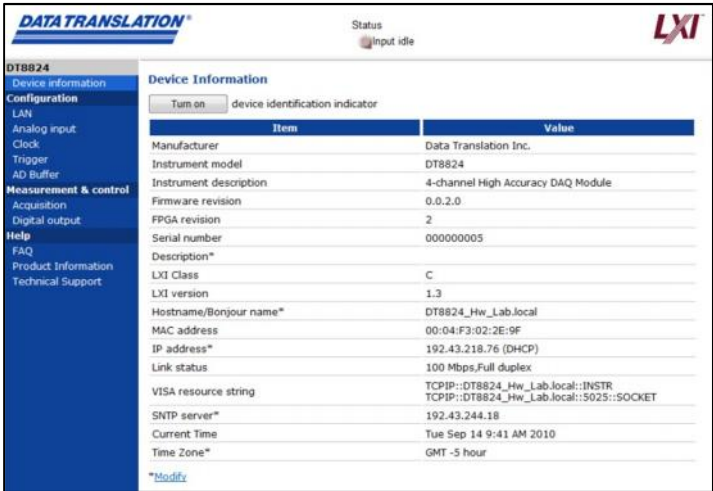 DATA TRANSLATION®
Status
Input idle
LXI
DT8824
Device information
Configuration
LAN
Analog input
Clock
Trigger
AD Buffer
Measurement & control
Acquisition
Digital output
Help
FAQ
Product Information
Technical Support
Device Information
Turn on device identification indicator
Item Value
Manufacturer Data Translation Inc.
Instrument model DT8824
Instrument description 4-channel High Accuracy DAQ Module
Firmware revision 0.0.2.0
FPGA revision 2
Serial number 000000005
Description*
LXI Class C
LXI version 1.3
Hostname/Bonjour name* DT8824_Hw_Lab.local
MAC address 00:04:F3:02:2E:9F
IP address* 192.43.218.76 (DHCP)
Link status 100 Mbps,Full duplex
VISA resource string TCPIP::DT8824_Hw_Lab.local::INSTR
TCPIP::DT8824_Hw_Lab.local::5025::SOCKET
SNTP server* 192.43.244.18
Current Time Tue Sep 14 9:41 AM 2010
Time Zone* GMT -5 hour
*Modify